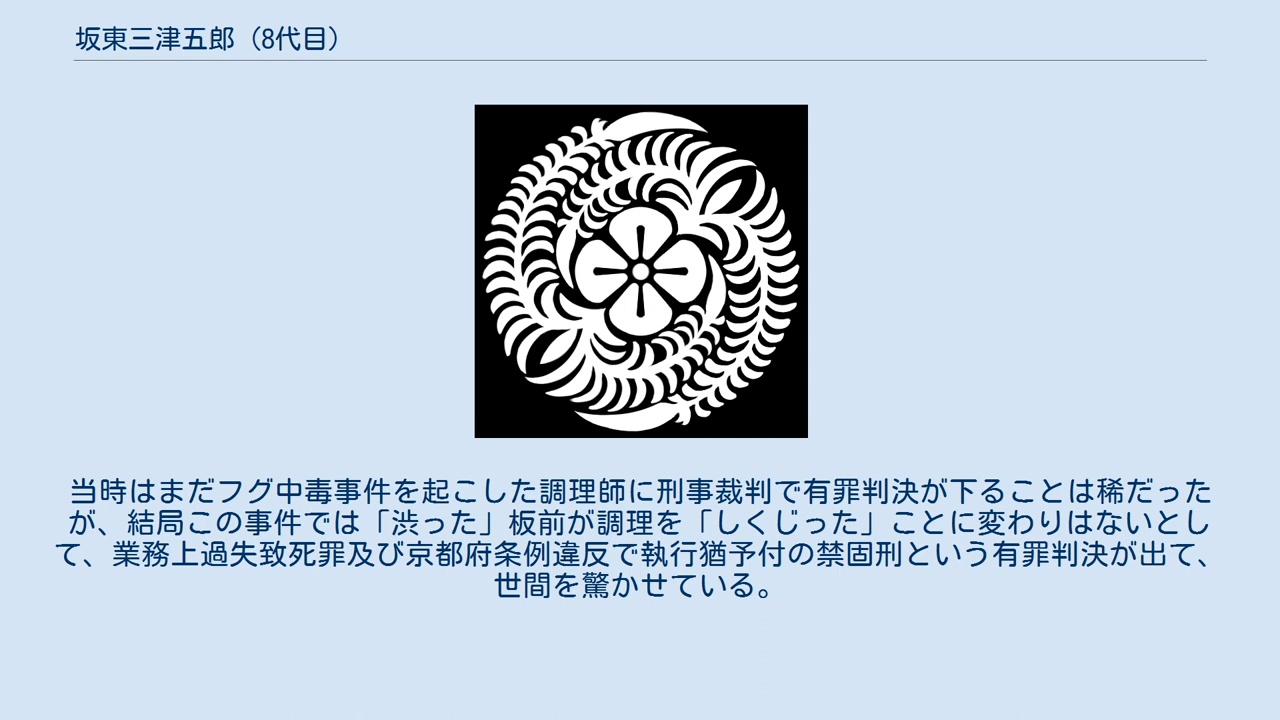 坂東三津五郎（8代目）
当時はまだフグ中毒事件を起こした調理師に刑事裁判で有罪判決が下ることは稀だった
が、結局この事件では「渋った」板前が調理を「しくじった」ことに変わりはないとし
て、業務上過失致死罪及び京都府条例違反で執行猶予付の禁固刑という有罪判決が出て、
世間を驚かせている。